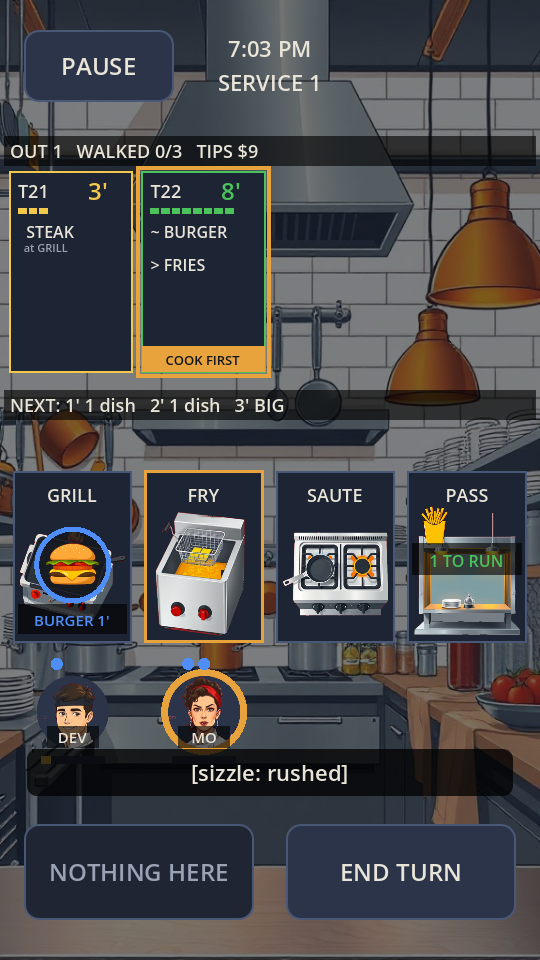 PAUSE
7:03 PM
SERVICE 1
OUT 1 WALKED 0/3 TIPS $9
T21 3'
STEAK
at GRILL
T22 8'
~ BURGER
> FRIES
COOK FIRST
NEXT: 1' 1 dish 2' 1 dish 3' BIG
GRILL
BURGER 1'
FRY
SAUTE
PASS
1 TO RUN
DEV
MO
[sizzle: rushed]
NOTHING HERE
END TURN